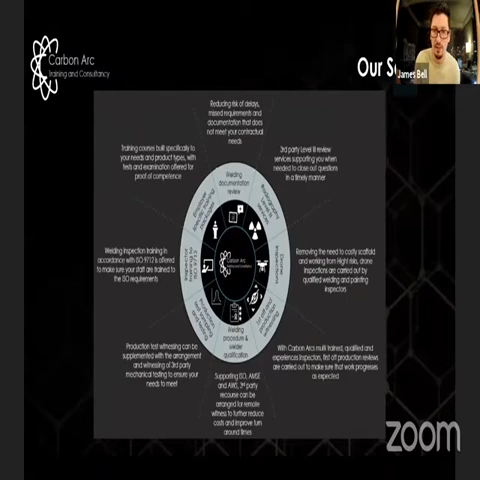 Carbon Arc
Training and Consultancy
Our
James Bell
Reducing risk of delays,
missed requirements and
documentation that does
not meet your contractual
needs
Training courses built specifically to
your needs and product types, with
tests and examination offered for
proof of competence
3rd party Level III review
services supporting you when
needed to close out questions
in a timely manner
Welding documentation
review
Welding inspection training in
accordance with ISO 9712 is offered
to make sure your staff are trained to
the ISO requirements
Carbon Arc
Removing the need to costly scaffold
and working from Hight risks, drone
inspections are carried out by
qualified welding and painting
inspectors
Welding
procedure &
welder
qualification
Production test witnessing can be
supplemented with the arrangement
and witnessing of 3rd party
mechanical testing to ensure your
needs to meet
With Carbon Arcs multi trained, qualified and
experiences Inspection, first off production reviews
are carried out to make sure that work progresses
as expected
Supporting ISO, AMSE
and AWS, 3rd party
recourse can be
arranged for remote
witness to further reduce
costs and improve turn
around times
zoom